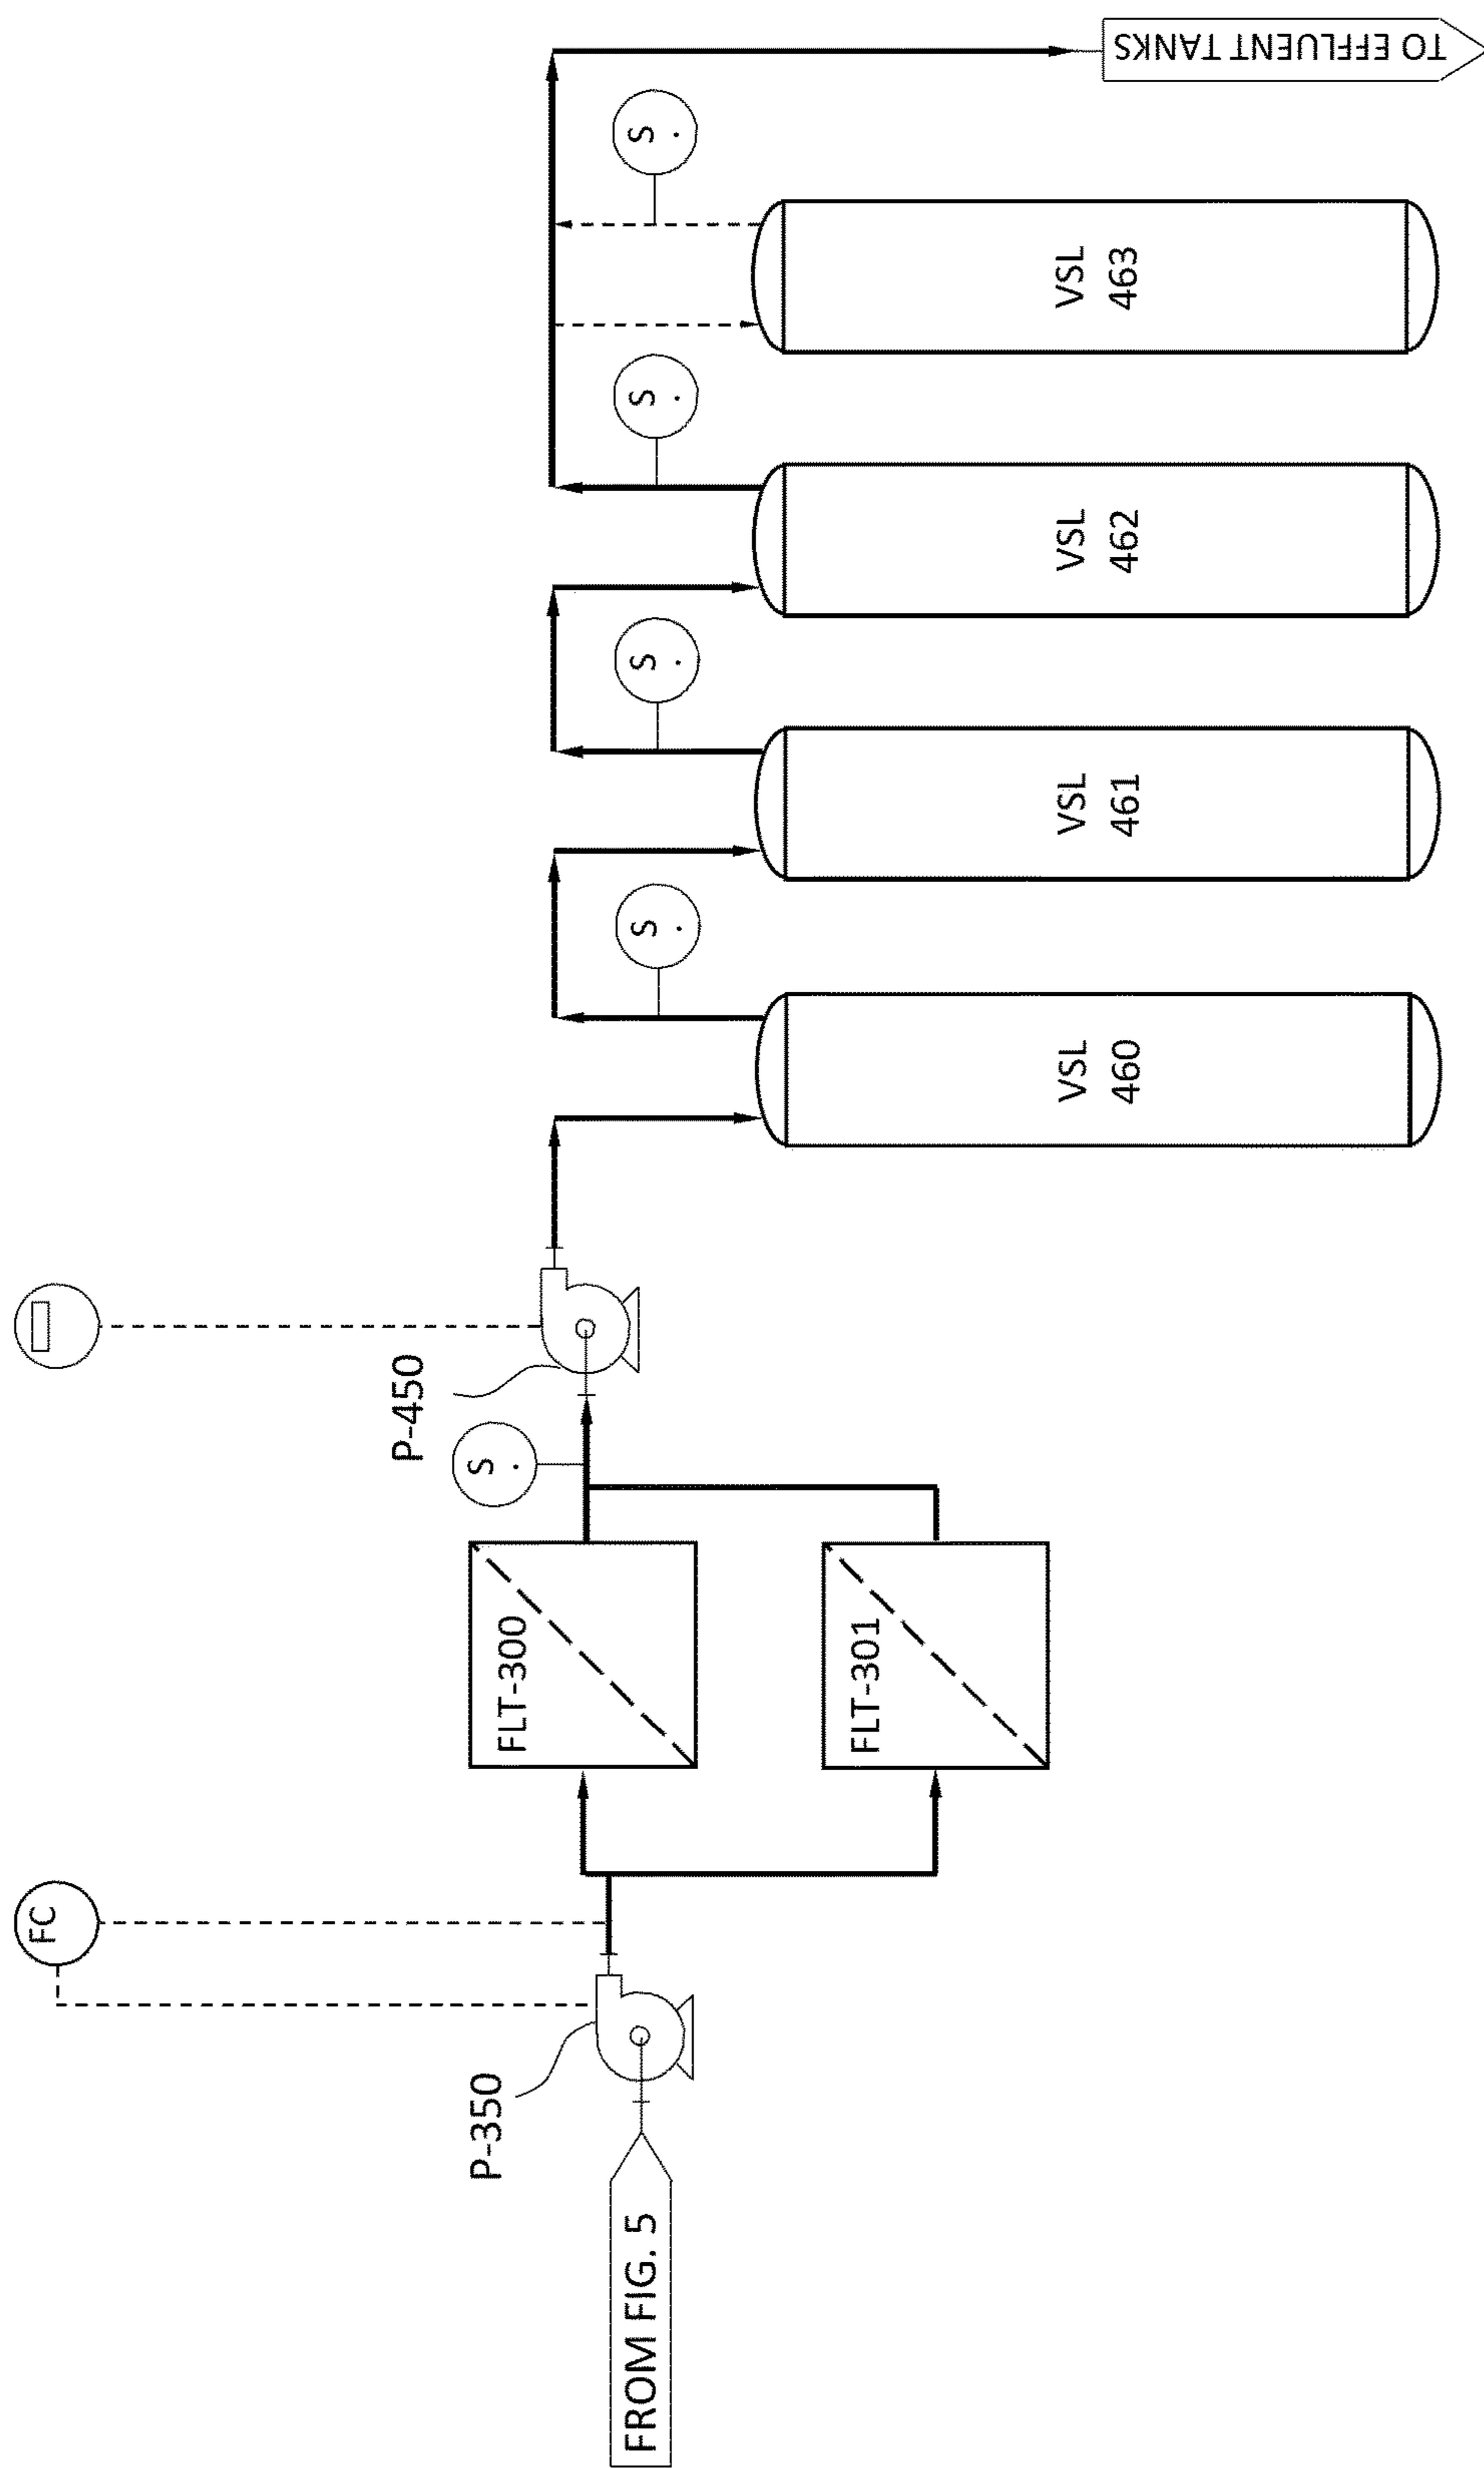 FROM FIG. 5
P-350
FC
FLT-300
FLT-301
S
P-450
VSL
460
S
VSL
461
S
VSL
462
S
VSL
463
S
TO EFFLUENT TANKS